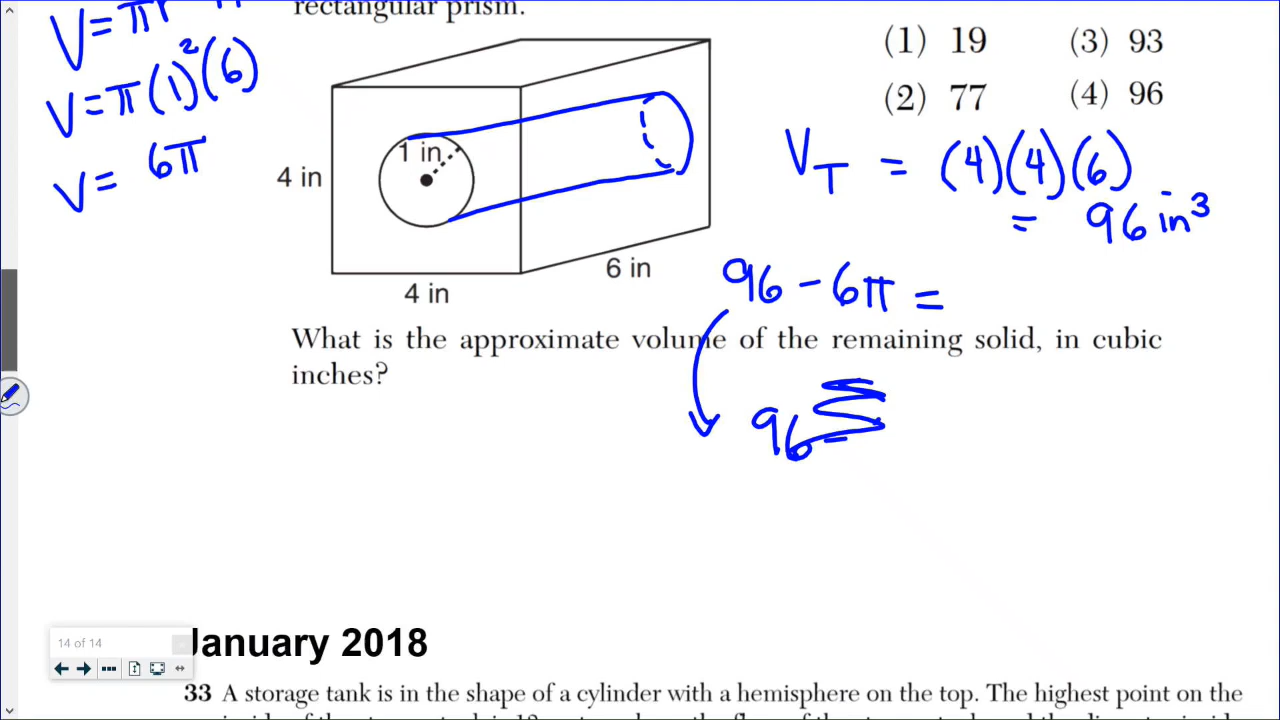 V = πr
rectangular prism.
V = π(1)²(6)
V = 6π
(1) 19
(3) 93
(2) 77
(4) 96
1 in
4 in
6 in
4 in
V_T = (4)(4)(6)
= 96 in³
96 - 6π =
What is the approximate volume of the remaining solid, in cubic
inches?
96 -
14 of 14
January 2018
33 A storage tank is in the shape of a cylinder with a hemisphere on the top. The highest point on the